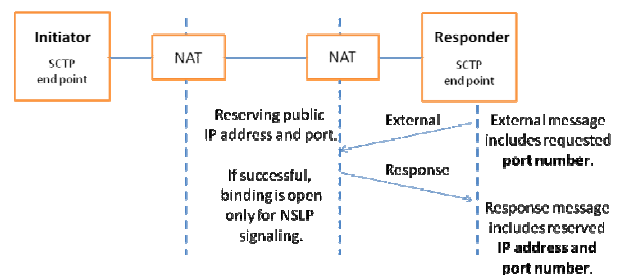 Initiator
SCTP
end point
NAT
NAT
Responder
SCTP
end point
Reserving public
IP address and port.
External
External message
includes requested
port number.
If successful,
binding is open
only for NSLP
signaling.
Response
Response message
includes reserved
IP address and
port number.